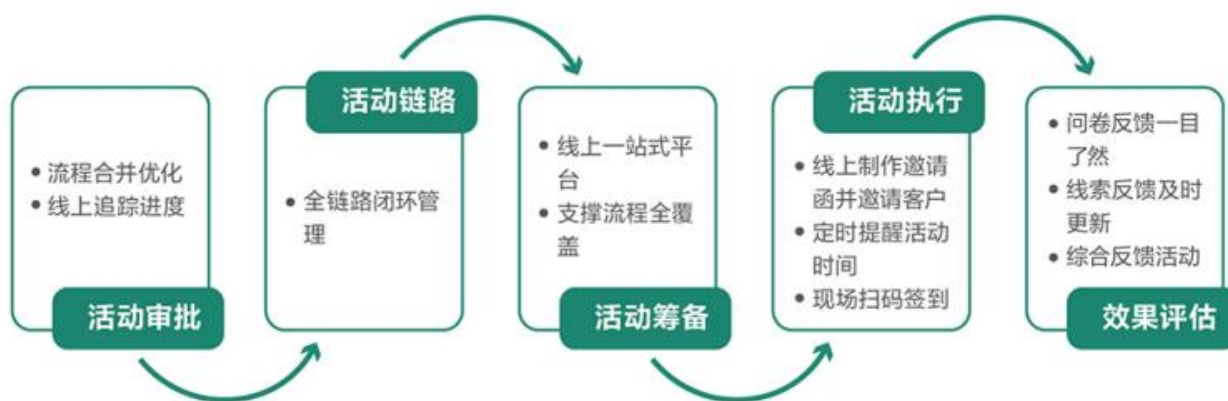 流程合并优化
线上追踪进度
活动审批
活动链路
全链路闭环管
理
线上一站式平
台
支撑流程全覆
盖
活动筹备
活动执行
线上制作邀请
函并邀请客户
定时提醒活动
时间
现场扫码签到
问卷反馈一目
了然
线索反馈及时
更新
综合反馈活动
效果评估